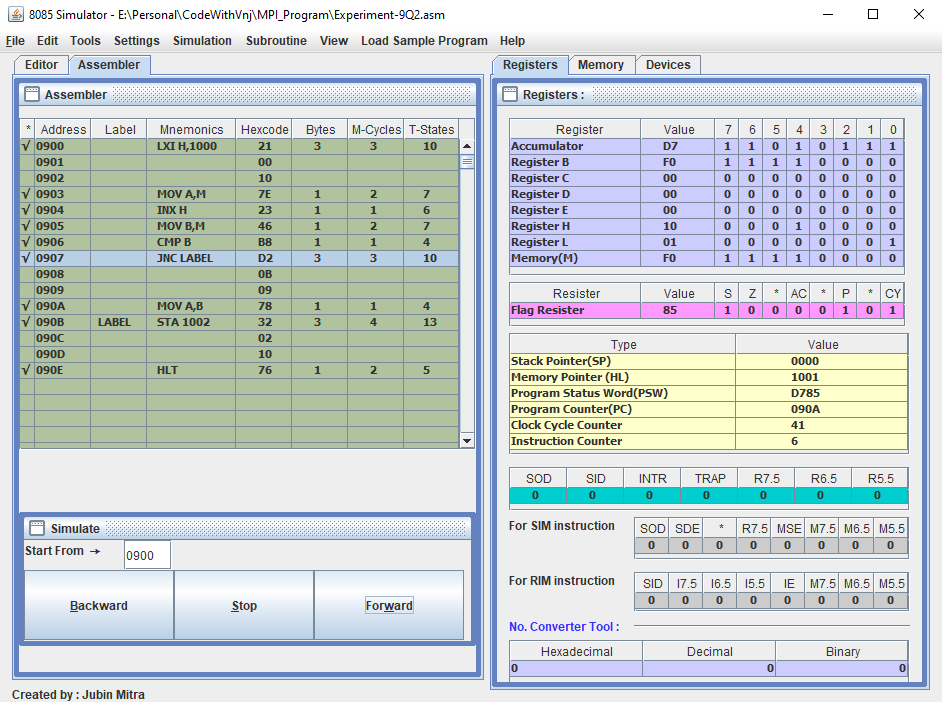 8085 Simulator - E:\Personal\CodeWithVnj\MPI_Program\Experiment-9Q2.asm
File Edit Tools Settings Simulation Subroutine View Load Sample Program Help
Editor Assembler
Assembler
* Address Label Mnemonics Hexcode Bytes M-Cycles T-States
√ 0900 LXI H,1000 21 3 3 10
0901 00
0902 10
√ 0903 MOV A,M 7E 1 2 7
√ 0904 INX H 23 1 1 6
√ 0905 MOV B,M 46 1 2 7
√ 0906 CMP B B8 1 1 4
√ 0907 JNC LABEL D2 3 3 10
0908 0B
0909 09
√ 090A MOV A,B 78 1 1 4
√ 090B LABEL STA 1002 32 3 4 13
090C 02
090D 10
√ 090E HLT 76 1 2 5
Simulate
Start From → 0900
Backward Stop Forward
Created by : Jubin Mitra
Registers Memory Devices
Registers :
Register Value 7 6 5 4 3 2 1 0
Accumulator D7 1 1 0 1 0 1 1 1
Register B F0 1 1 1 1 0 0 0 0
Register C 00 0 0 0 0 0 0 0 0
Register D 00 0 0 0 0 0 0 0 0
Register E 00 0 0 0 0 0 0 0 0
Register H 10 0 0 0 1 0 0 0 0
Register L 01 0 0 0 0 0 0 0 1
Memory(M) F0 1 1 1 1 0 0 0 0
Resister Value S Z * AC * P * CY
Flag Resister 85 1 0 0 0 0 1 0 1
Type Value
Stack Pointer(SP) 0000
Memory Pointer (HL) 1001
Program Status Word(PSW) D785
Program Counter(PC) 090A
Clock Cycle Counter 41
Instruction Counter 6
SOD SID INTR TRAP R7.5 R6.5 R5.5
0 0 0 0 0 0 0
For SIM instruction SOD SDE * R7.5 MSE M7.5 M6.5 M5.5
0 0 0 0 0 0 0 0
For RIM instruction SID I7.5 I6.5 I5.5 IE M7.5 M6.5 M5.5
0 0 0 0 0 0 0 0
No. Converter Tool :
Hexadecimal Decimal Binary
0 0 0